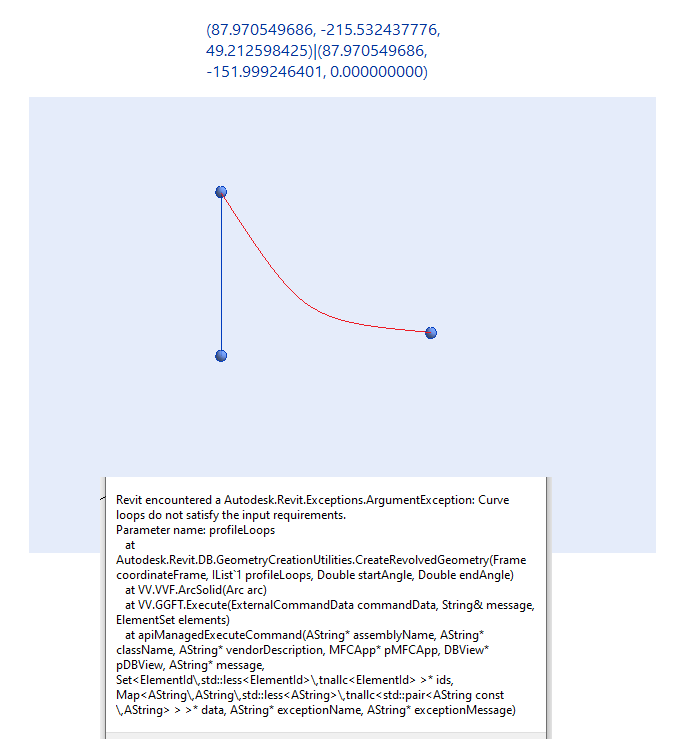 (87.970549686, -215.532437776,
49.212598425)|(87.970549686,
-151.999246401, 0.000000000)
Revit encountered a Autodesk.Revit.Exceptions.ArgumentException: Curve
loops do not satisfy the input requirements.
Parameter name: profileLoops
at
Autodesk.Revit.DB.GeometryCreationUtilities.CreateRevolvedGeometry(Frame
coordinateFrame, IList`1 profileLoops, Double startAngle, Double endAngle)
at VV.VVF.ArcSolid(Arc arc)
at VV.GGFT.Execute(ExternalCommandData commandData, String& message,
ElementSet elements)
at apiManagedExecuteCommand(AString* assemblyName, AString*
className, AString* vendorDescription, MFCApp* pMFCApp, DBView*
pDBView, AString* message,
Set<ElementId\,std::less<ElementId>\,tnallc<ElementId> >* ids,
Map<AString\,AString\,std::less<AString>\,tnallc<std::pair<AString const
\,AString> > >* data, AString* exceptionName, AString* exceptionMessage)